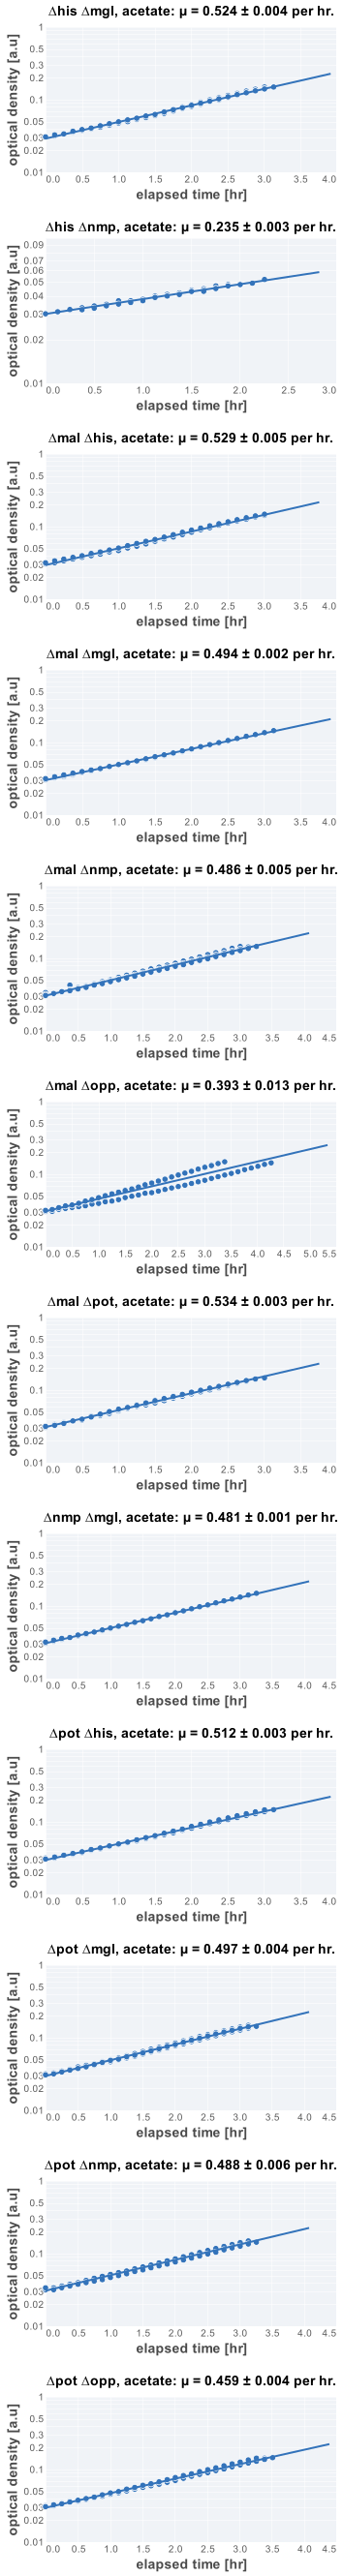 Δhis Δmgl, acetate: μ = 0.524 ± 0.004 per hr.
optical density [a.u]
1
0.5
0.3
0.2
0.1
0.05
0.03
0.02
0.01
0.0 0.5 1.0 1.5 2.0 2.5 3.0 3.5 4.0
elapsed time [hr]
Δhis Δnmp, acetate: μ = 0.235 ± 0.003 per hr.
optical density [a.u]
0.09
0.07
0.06
0.05
0.04
0.03
0.02
0.01
0.0 0.5 1.0 1.5 2.0 2.5 3.0
elapsed time [hr]
Δmal Δhis, acetate: μ = 0.529 ± 0.005 per hr.
optical density [a.u]
1
0.5
0.3
0.2
0.1
0.05
0.03
0.02
0.01
0.0 0.5 1.0 1.5 2.0 2.5 3.0 3.5 4.0
elapsed time [hr]
Δmal Δmgl, acetate: μ = 0.494 ± 0.002 per hr.
optical density [a.u]
1
0.5
0.3
0.2
0.1
0.05
0.03
0.02
0.01
0.0 0.5 1.0 1.5 2.0 2.5 3.0 3.5 4.0
elapsed time [hr]
Δmal Δnmp, acetate: μ = 0.486 ± 0.005 per hr.
optical density [a.u]
1
0.5
0.3
0.2
0.1
0.05
0.03
0.02
0.01
0.0 0.5 1.0 1.5 2.0 2.5 3.0 3.5 4.0 4.5
elapsed time [hr]
Δmal Δopp, acetate: μ = 0.393 ± 0.013 per hr.
optical density [a.u]
1
0.5
0.3
0.2
0.1
0.05
0.03
0.02
0.01
0.0 0.5 1.0 1.5 2.0 2.5 3.0 3.5 4.0 4.5 5.0 5.5
elapsed time [hr]
Δmal Δpot, acetate: μ = 0.534 ± 0.003 per hr.
optical density [a.u]
1
0.5
0.3
0.2
0.1
0.05
0.03
0.02
0.01
0.0 0.5 1.0 1.5 2.0 2.5 3.0 3.5 4.0
elapsed time [hr]
Δnmp Δmgl, acetate: μ = 0.481 ± 0.001 per hr.
optical density [a.u]
1
0.5
0.3
0.2
0.1
0.05
0.03
0.02
0.01
0.0 0.5 1.0 1.5 2.0 2.5 3.0 3.5 4.0 4.5
elapsed time [hr]
Δpot Δhis, acetate: μ = 0.512 ± 0.003 per hr.
optical density [a.u]
1
0.5
0.3
0.2
0.1
0.05
0.03
0.02
0.01
0.0 0.5 1.0 1.5 2.0 2.5 3.0 3.5 4.0
elapsed time [hr]
Δpot Δmgl, acetate: μ = 0.497 ± 0.004 per hr.
optical density [a.u]
1
0.5
0.3
0.2
0.1
0.05
0.03
0.02
0.01
0.0 0.5 1.0 1.5 2.0 2.5 3.0 3.5 4.0 4.5
elapsed time [hr]
Δpot Δnmp, acetate: μ = 0.488 ± 0.006 per hr.
optical density [a.u]
1
0.5
0.3
0.2
0.1
0.05
0.03
0.02
0.01
0.0 0.5 1.0 1.5 2.0 2.5 3.0 3.5 4.0 4.5
elapsed time [hr]
Δpot Δopp, acetate: μ = 0.459 ± 0.004 per hr.
optical density [a.u]
1
0.5
0.3
0.2
0.1
0.05
0.03
0.02
0.01
0.0 0.5 1.0 1.5 2.0 2.5 3.0 3.5 4.0 4.5
elapsed time [hr]